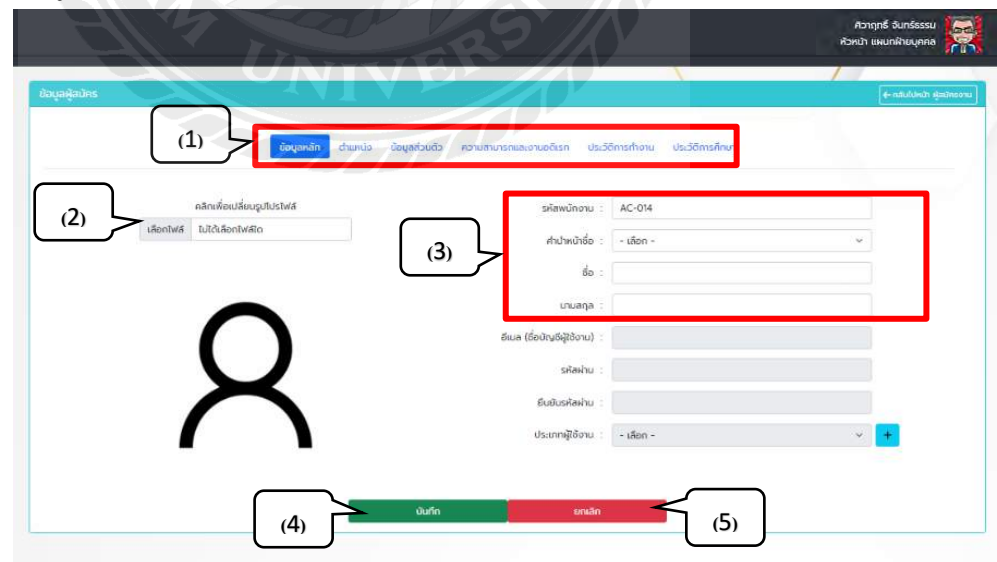 ศิวาฤทธิ์ จันทร์ธรรม
หัวหน้า แผนกฝ่ายบุคคล
UNIVERS
ข้อมูลผู้สมัคร
← กลับไปหน้า ผู้สมัครงาน
(1)
ข้อมูลหลัก ตำแหน่ง ข้อมูลส่วนตัว ความสามารถและงานอดิเรก ประวัติการทำงาน ประวัติการศึกษา
(2)
คลิกเพื่อเปลี่ยนรูปโปรไฟล์
เลือกไฟล์ ไม่ได้เลือกไฟล์ใด
(3)
รหัสพนักงาน : AC-014
คำนำหน้าชื่อ : - เลือก -
ชื่อ :
นามสกุล :
อีเมล (ชื่อบัญชีผู้ใช้งาน) :
รหัสผ่าน :
ยืนยันรหัสผ่าน :
ประเภทผู้ใช้งาน : - เลือก - +
บันทึก ยกเลิก
(4)
(5)